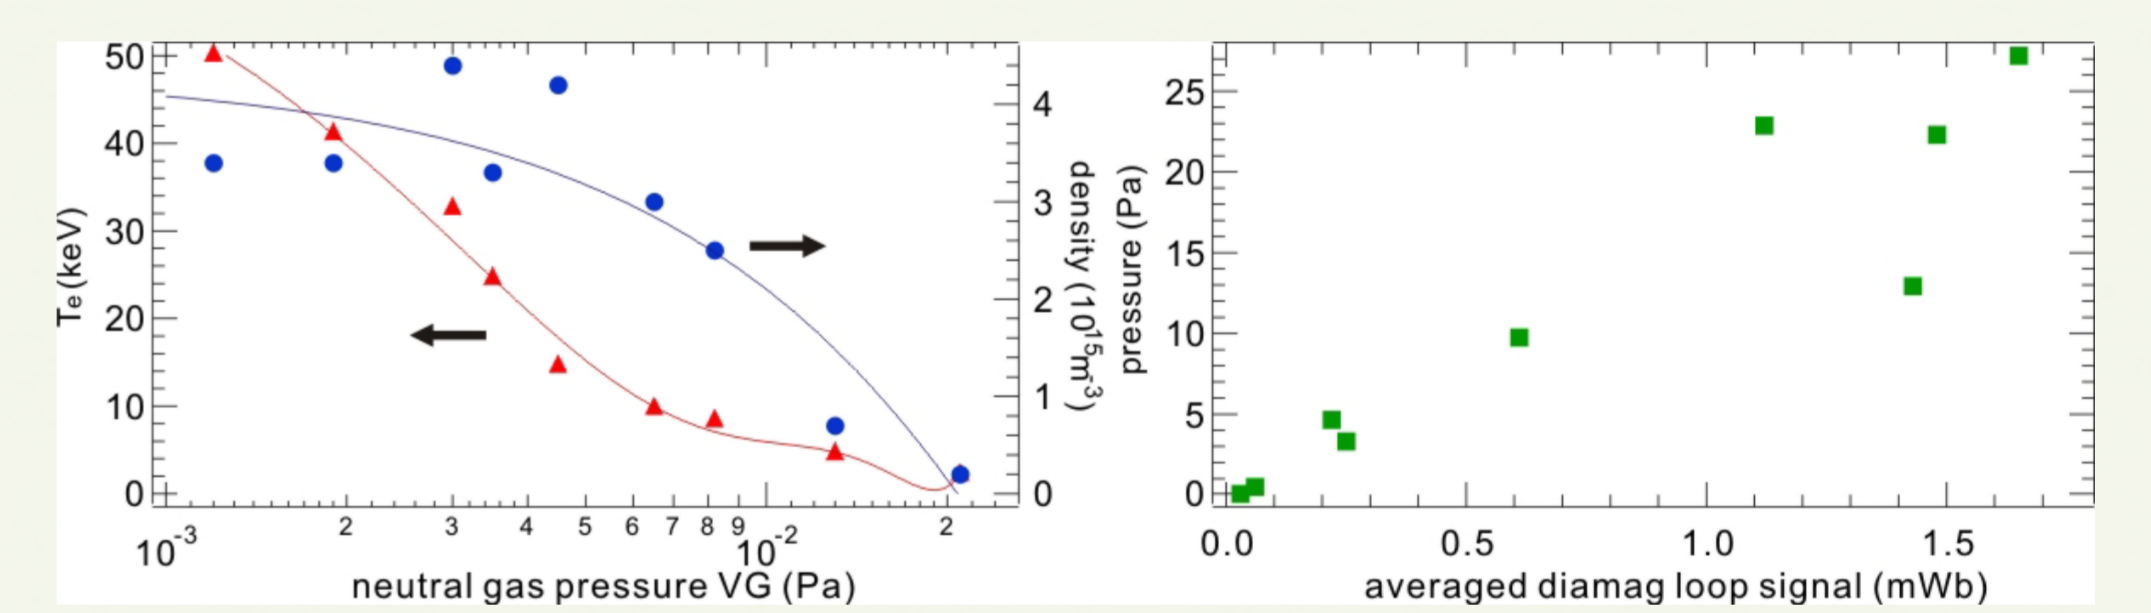 50
40
30
20
10
0
Te (keV)
4
3
2
1
0
density (10^15 m^-3)
10^-3 2 3 4 5 6 7 8 9 10^-2 2
neutral gas pressure VG (Pa)
25
20
15
10
5
0
pressure (Pa)
0.0 0.5 1.0 1.5
averaged diamag loop signal (mWb)